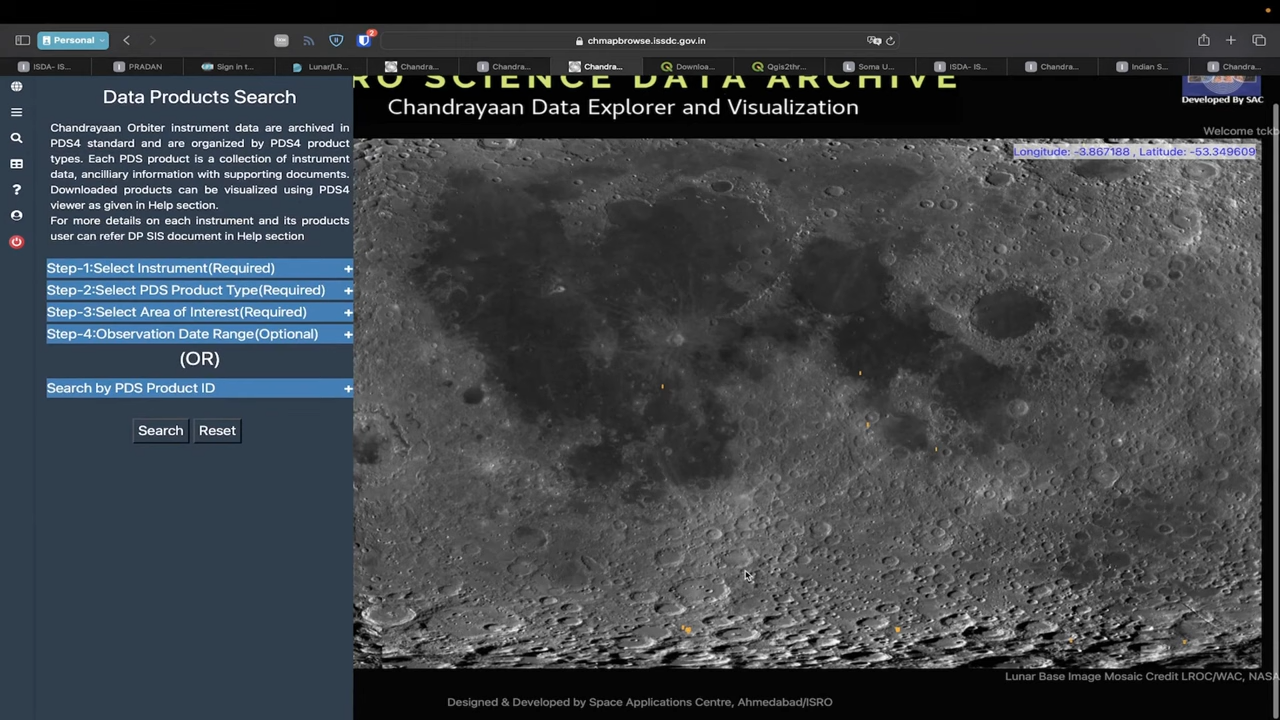 Personal
2
chmapbrowse.issdc.gov.in
ISDA- IS...
PRADAN
Sign In t...
Lunar/LR...
Chandra...
Chandra...
Chandra...
Downloa...
Qgis2thr...
Soma U...
ISDA- IS...
Chandra...
Indian S...
Chandra...
RO SCIENCE DATA ARCHIVE
Chandrayaan Data Explorer and Visualization
Developed By SAC
Welcome tckb
Longitude: -3.867188 , Latitude: -53.349609
Data Products Search
Chandrayaan Orbiter instrument data are archived in
PDS4 standard and are organized by PDS4 product
types. Each PDS product is a collection of instrument
data, ancilliary information with supporting documents.
Downloaded products can be visualized using PDS4
viewer as given in Help section.
For more details on each instrument and its products
user can refer DP SIS document in Help section
Step-1:Select Instrument(Required) +
Step-2:Select PDS Product Type(Required) +
Step-3:Select Area of Interest(Required) +
Step-4:Observation Date Range(Optional) +
(OR)
Search by PDS Product ID +
Search Reset
Lunar Base Image Mosaic Credit LROC/WAC, NASA
Designed & Developed by Space Applications Centre, Ahmedabad/ISRO